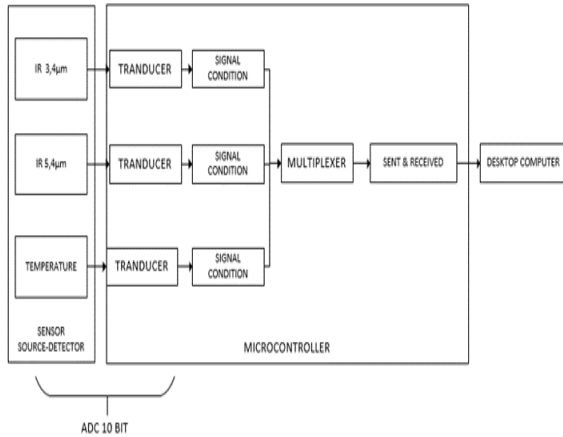 IR 3,4µm
TRANDUCER
SIGNAL
CONDITION
IR 5,4µm
TRANDUCER
SIGNAL
CONDITION
MULTIPLEXER
SENT & RECEIVED
DESKTOP COMPUTER
TEMPERATURE
TRANDUCER
SIGNAL
CONDITION
SENSOR
SOURCE-DETECTOR
MICROCONTROLLER
ADC 10 BIT